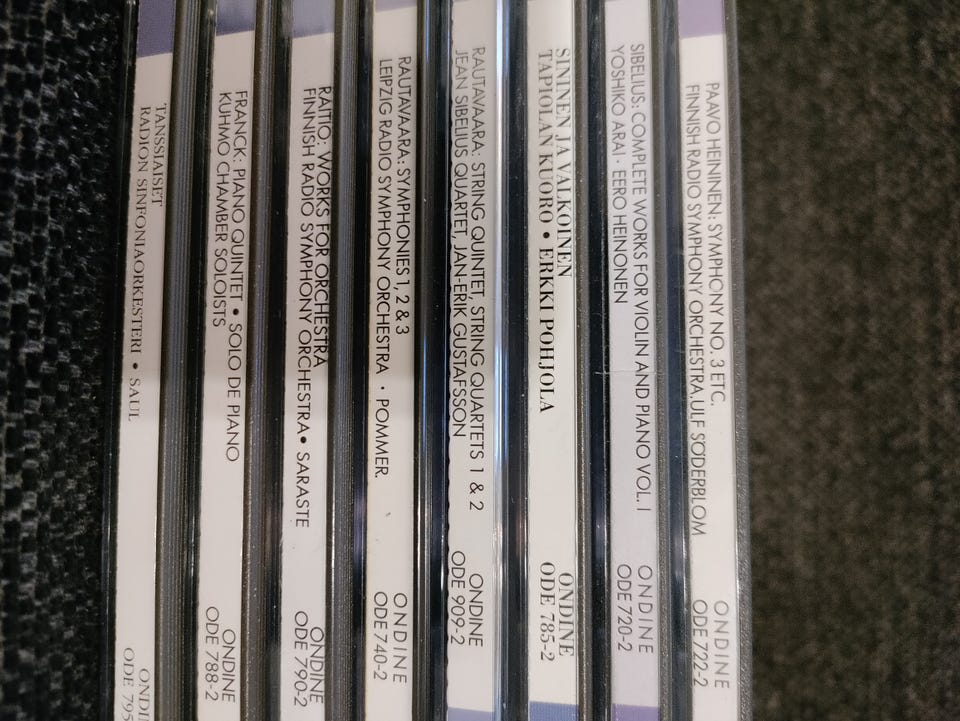 TANSSIAISET
RADION SINFONIAORKESTERI • SAUL
ONDI
ODE 795
FRANCK: PIANO QUINTET • SOLO DE PIANO
KUHMO CHAMBER SOLOISTS
ONDINE
ODE 788-2
RAITIO: WORKS FOR ORCHESTRA
FINNISH RADIO SYMPHONY ORCHESTRA• SARASTE
ONDINE
ODE 790-2
RAUTAVAARA: SYMPHONIES 1, 2 & 3
LEIPZIG RADIO SYMPHONY ORCHESTRA · POMMER.
ONDINE
ODE 740-2
RAUTAVAARA: STRING QUINTET, STRING QUARTETS 1 & 2
JEAN SIBELIUS QUARTET, JAN-ERIK GUSTAFSSON
ONDINE
ODE 909-2
SININEN JA VALKOINEN
TAPIOLAN KUORO • ERKKI POHJOLA
ONDINE
ODE 785-2
SIBELIUS: COMPLETE WORKS FOR VIOLIN AND PIANO VOL. I
YOSHIKO ARAI · EERO HEINONEN
ONDINE
ODE 720-2
PAAVO HEININEN: SYMPHONY NO. 3 ETC.
FINNISH RADIO SYMPHONY ORCHESTRA,ULF SÖDERBLOM
ONDINE
ODE 722-2